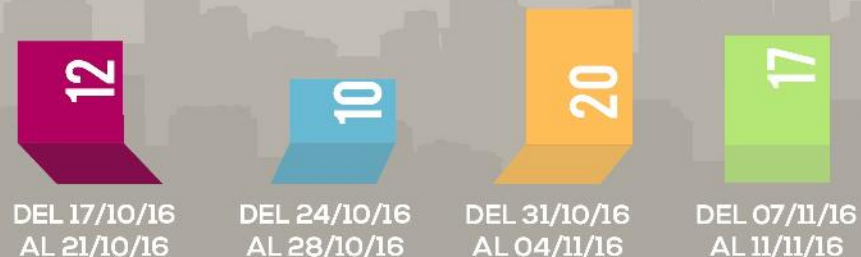 12
10
20
17
DEL 17/10/16
AL 21/10/16
DEL 24/10/16
AL 28/10/16
DEL 31/10/16
AL 04/11/16
DEL 07/11/16
AL 11/11/16